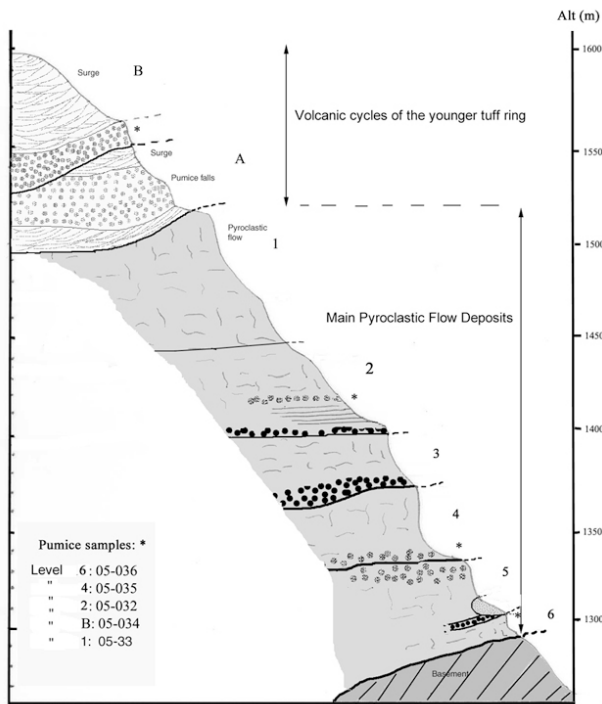 Alt (m)
1600
Surge
B
Volcanic cycles of the younger tuff ring
*
1550
Surge
A
Pumice falls
Pyroclastic
flow
1
1500
Main Pyroclastic Flow Deposits
1450
2
*
1400
3
4
1350
Pumice samples: *
*
Level 6 : 05-036
" 4 : 05-035
" 2 : 05-032
" B: 05-034
" 1 : 05-33
5
*
6
1300
Basement